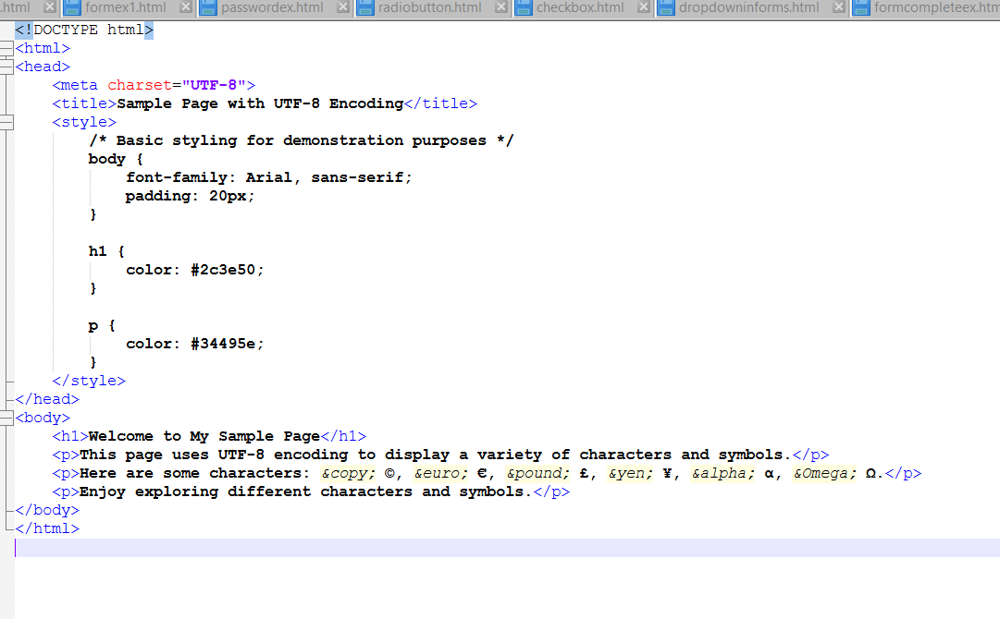 .html formex1.html passwordex.html radiobutton.html checkbox.html dropdowninforms.html formcompleteex.htm
<!DOCTYPE html>
<html>
<head>
    <meta charset="UTF-8">
    <title>Sample Page with UTF-8 Encoding</title>
    <style>
        /* Basic styling for demonstration purposes */
        body {
            font-family: Arial, sans-serif;
            padding: 20px;
        }

        h1 {
            color: #2c3e50;
        }

        p {
            color: #34495e;
        }
    </style>
</head>
<body>
    <h1>Welcome to My Sample Page</h1>
    <p>This page uses UTF-8 encoding to display a variety of characters and symbols.</p>
    <p>Here are some characters: &copy; ©, &euro; €, &pound; £, &yen; ¥, &alpha; α, &Omega; Ω.</p>
    <p>Enjoy exploring different characters and symbols.</p>
</body>
</html>